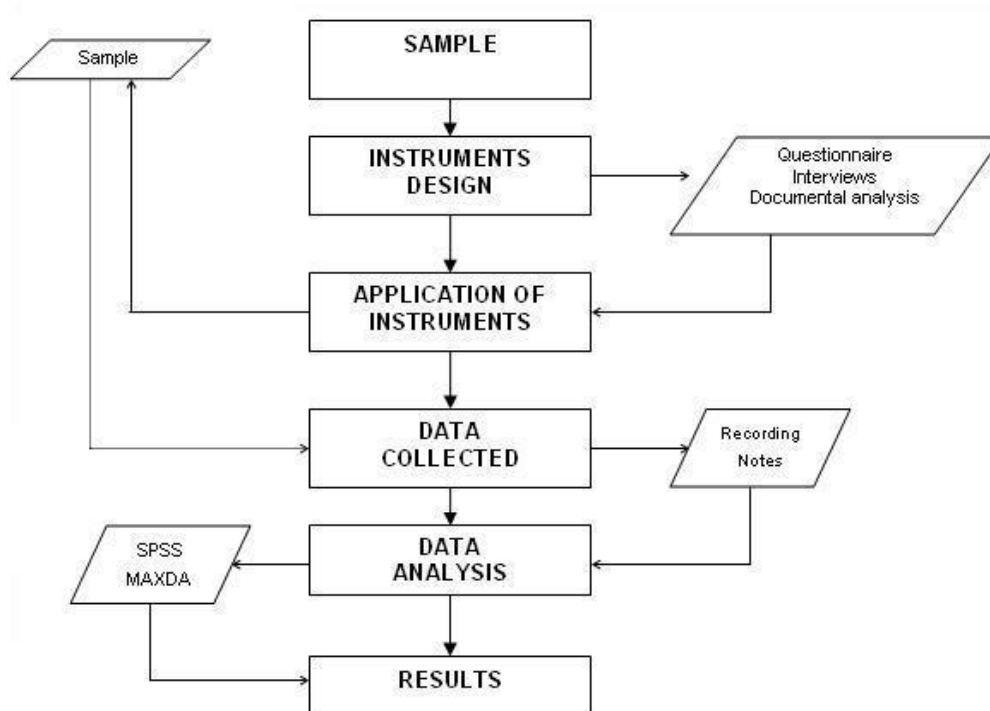 SAMPLE
Sample
INSTRUMENTS
DESIGN
Questionnaire
Interviews
Documental analysis
APPLICATION OF
INSTRUMENTS
DATA
COLLECTED
Recording
Notes
DATA
ANALYSIS
SPSS
MAXDA
RESULTS